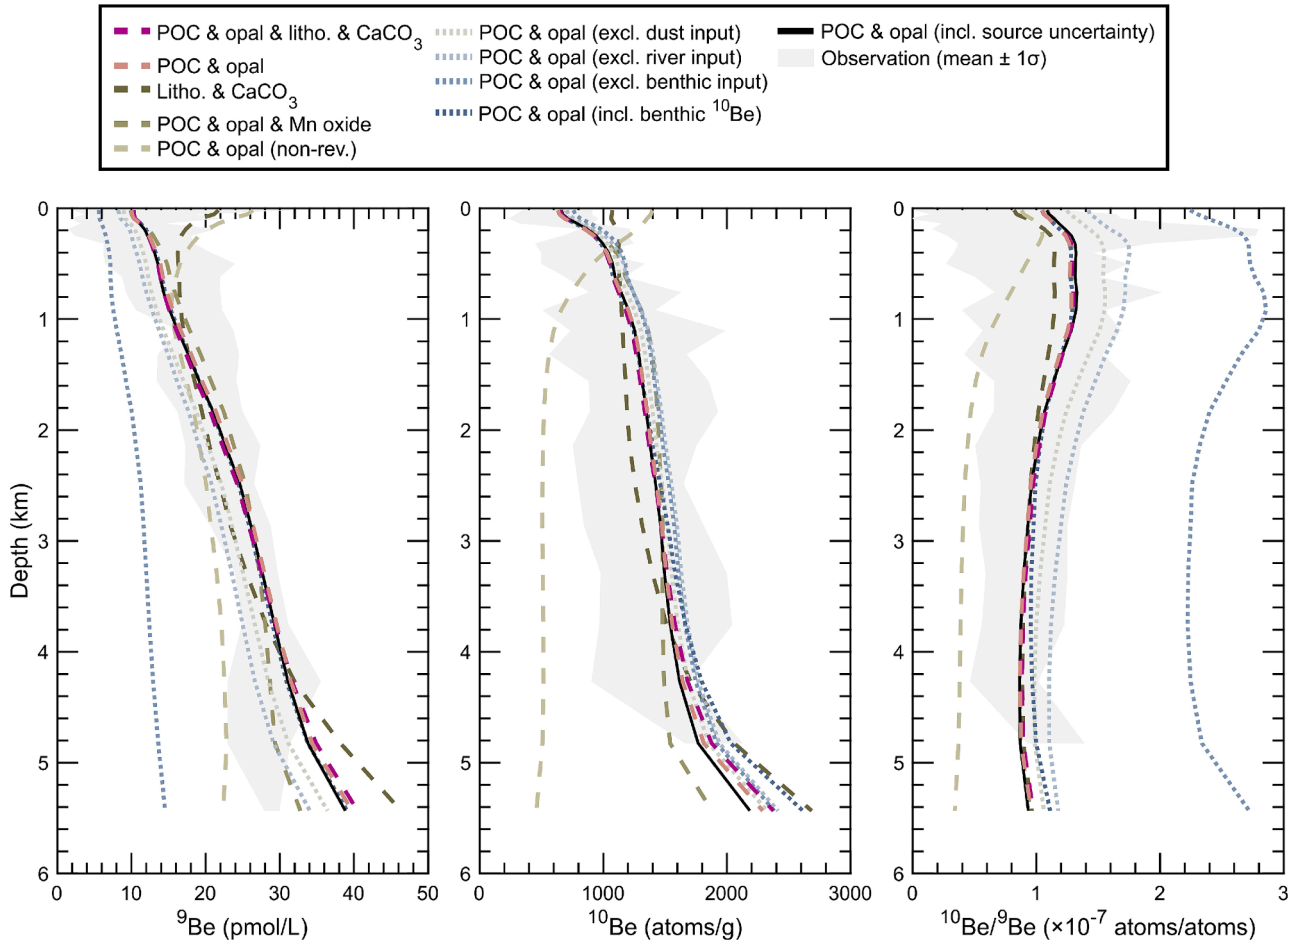 POC & opal & litho. & CaCO3
POC & opal
Litho. & CaCO3
POC & opal & Mn oxide
POC & opal (non-rev.)
POC & opal (excl. dust input)
POC & opal (excl. river input)
POC & opal (excl. benthic input)
POC & opal (incl. benthic 10Be)
POC & opal (incl. source uncertainty)
Observation (mean ± 1σ)
Depth (km)
0
1
2
3
4
5
6
0 10 20 30 40 50
9Be (pmol/L)
0
1
2
3
4
5
6
0 1000 2000 3000
10Be (atoms/g)
0
1
2
3
4
5
6
0 1 2 3
10Be/9Be (×10-7 atoms/atoms)